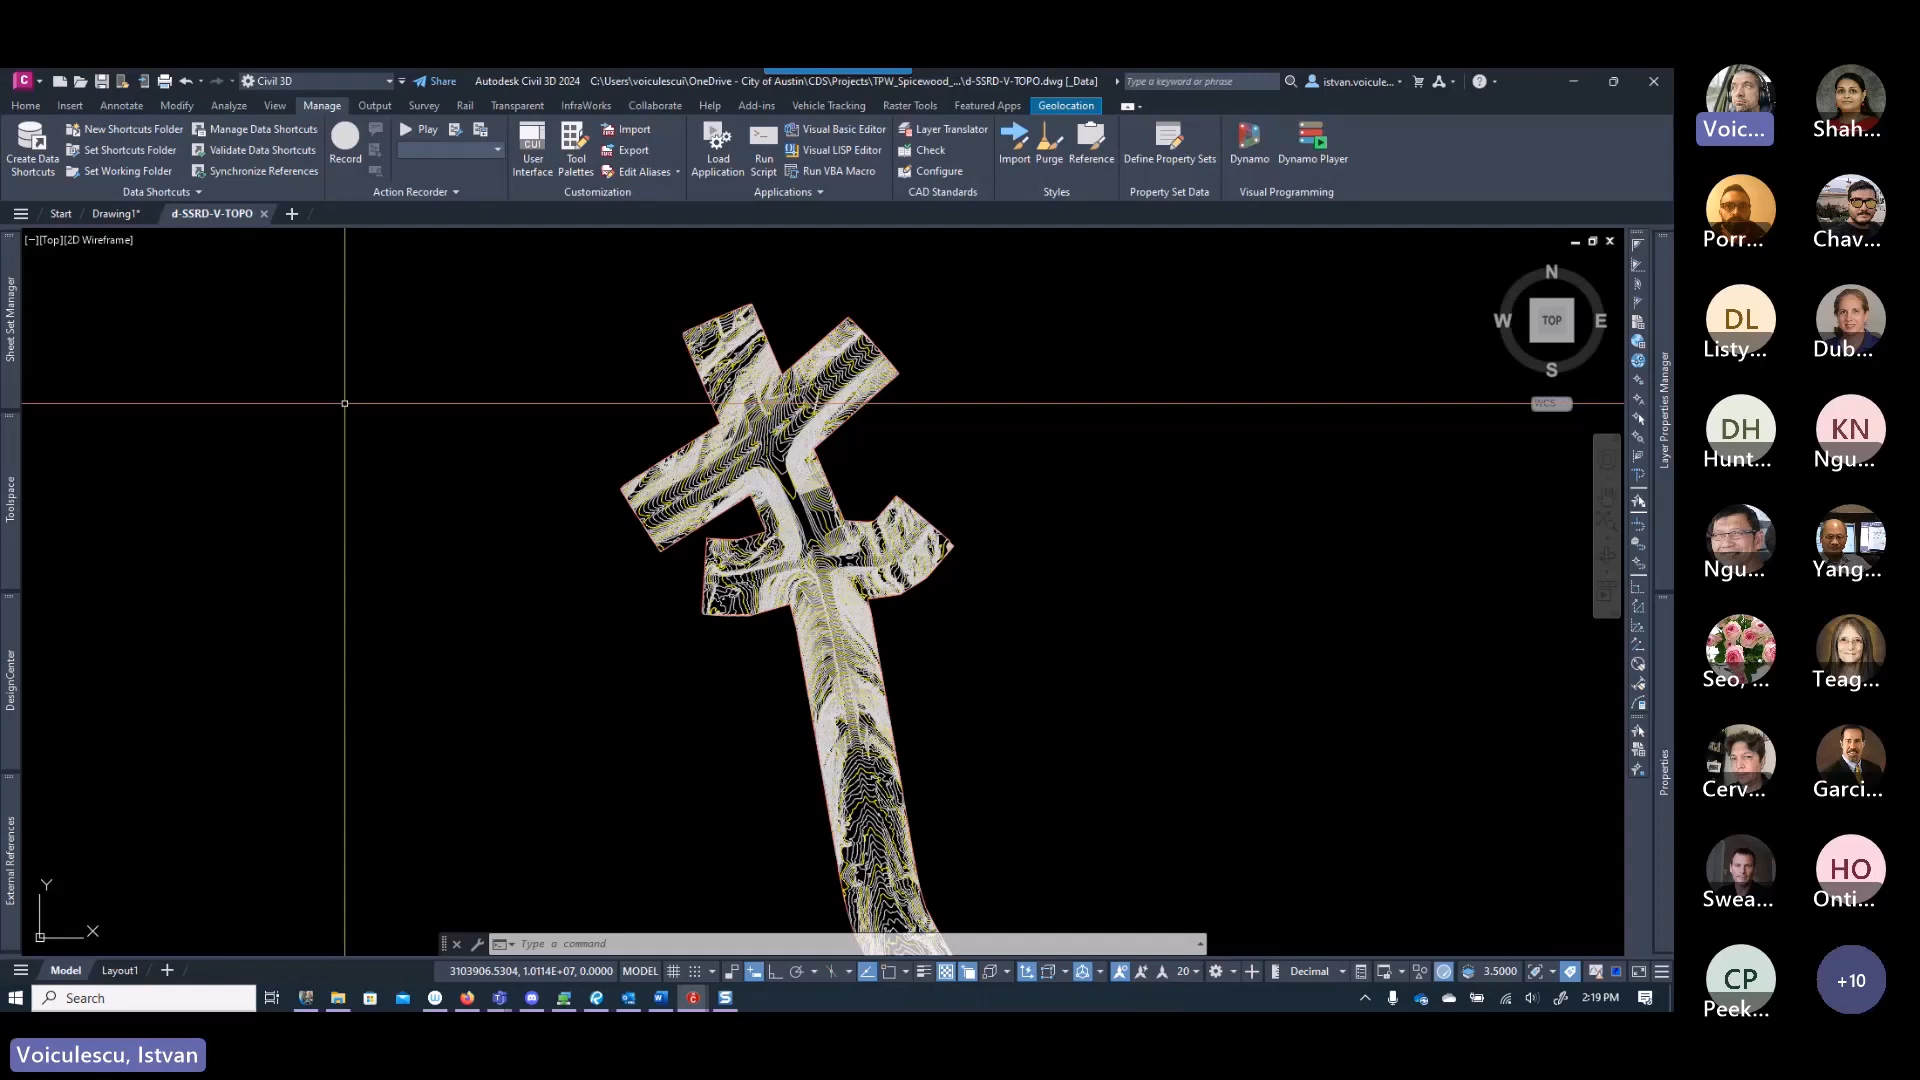 C
Civil 3D
Share
Autodesk Civil 3D 2024 C:\Users\voiculescui\OneDrive - City of Austin\CDS\Projects\TPW_Spicewood_...\d-SSRD-V-TOPO.dwg [_Data]
Type a keyword or phrase
istvan.voicule...
Home Insert Annotate Modify Analyze View Manage Output Survey Rail Transparent InfraWorks Collaborate Help Add-ins Vehicle Tracking Raster Tools Featured Apps Geolocation
Create Data Shortcuts
New Shortcuts Folder
Set Shortcuts Folder
Set Working Folder
Manage Data Shortcuts
Validate Data Shortcuts
Synchronize References
Data Shortcuts
Record
Play
Action Recorder
CUI
User Interface
Tool Palettes
Import
Export
Edit Aliases
Customization
Load Application
Run Script
Visual Basic Editor
Visual LISP Editor
Run VBA Macro
Applications
Layer Translator
Check
Configure
CAD Standards
Import
Purge
Reference
Styles
Define Property Sets
Property Set Data
Dynamo
Dynamo Player
Visual Programming
Start
Drawing1*
d-SSRD-V-TOPO
[−][Top][2D Wireframe]
Sheet Set Manager
Toolspace
DesignCenter
External References
N
W
TOP
E
S
WCS
Layer Properties Manager
Properties
Y
X
Type a command
Model
Layout1
3103906.5304, 1.0114E+07, 0.0000
MODEL
20
Decimal
3.5000
Search
2:19 PM
Voic...
Shah...
Porr...
Chav...
DL
Listy...
Dub...
DH
Hunt...
KN
Ngu...
Ngu...
Yang...
Seo, ...
Teag...
Cerv...
Garci...
Swea...
HO
Onti...
CP
Peek...
+10
Voiculescu, Istvan